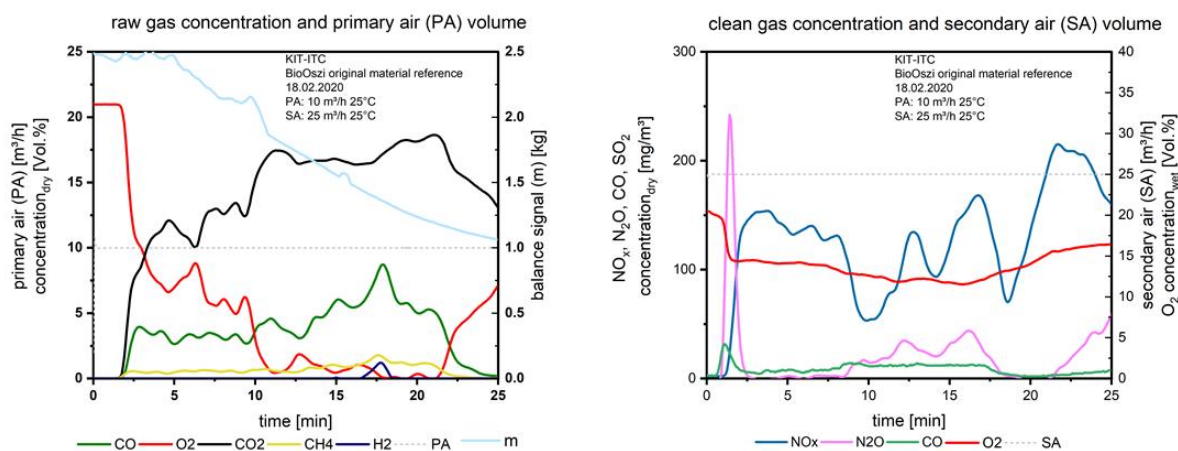 raw gas concentration and primary air (PA) volume
25
20
15
10
5
0
primary air (PA) [m³/h]
concentration_dry [Vol.%]
KIT-ITC
BioOszi original material reference
18.02.2020
PA: 10 m³/h 25°C
SA: 25 m³/h 25°C
2.5
2.0
1.5
1.0
0.5
0.0
balance signal (m) [kg]
0 5 10 15 20 25
time [min]
CO O2 CO2 CH4 H2 PA m
clean gas concentration and secondary air (SA) volume
300
250
200
150
100
50
0
NOₓ, N₂O, CO, SO₂
concentration_dry [mg/m³]
KIT-ITC
BioOszi original material reference
18.02.2020
PA: 10 m³/h 25°C
SA: 25 m³/h 25°C
40
35
30
25
20
15
10
5
0
secondary air (SA) [m³/h]
O₂ concentration_wet [Vol.%]
0 5 10 15 20 25
time [min]
NOx N2O CO O2 SA